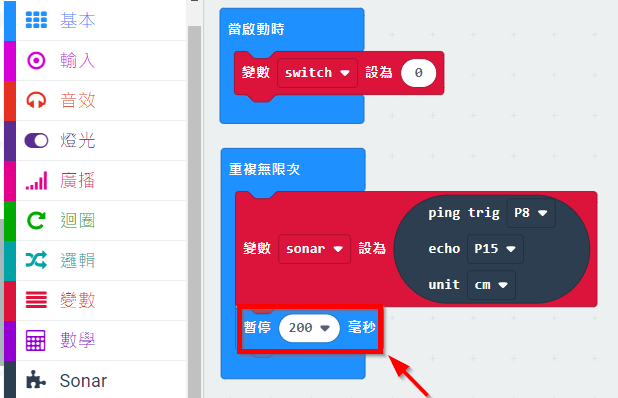 基本
輸入
音效
燈光
廣播
迴圈
邏輯
變數
數學
Sonar
當啟動時
變數 switch 設為 0
重複無限次
ping trig P8
變數 sonar 設為 echo P15
unit cm
暫停 200 毫秒